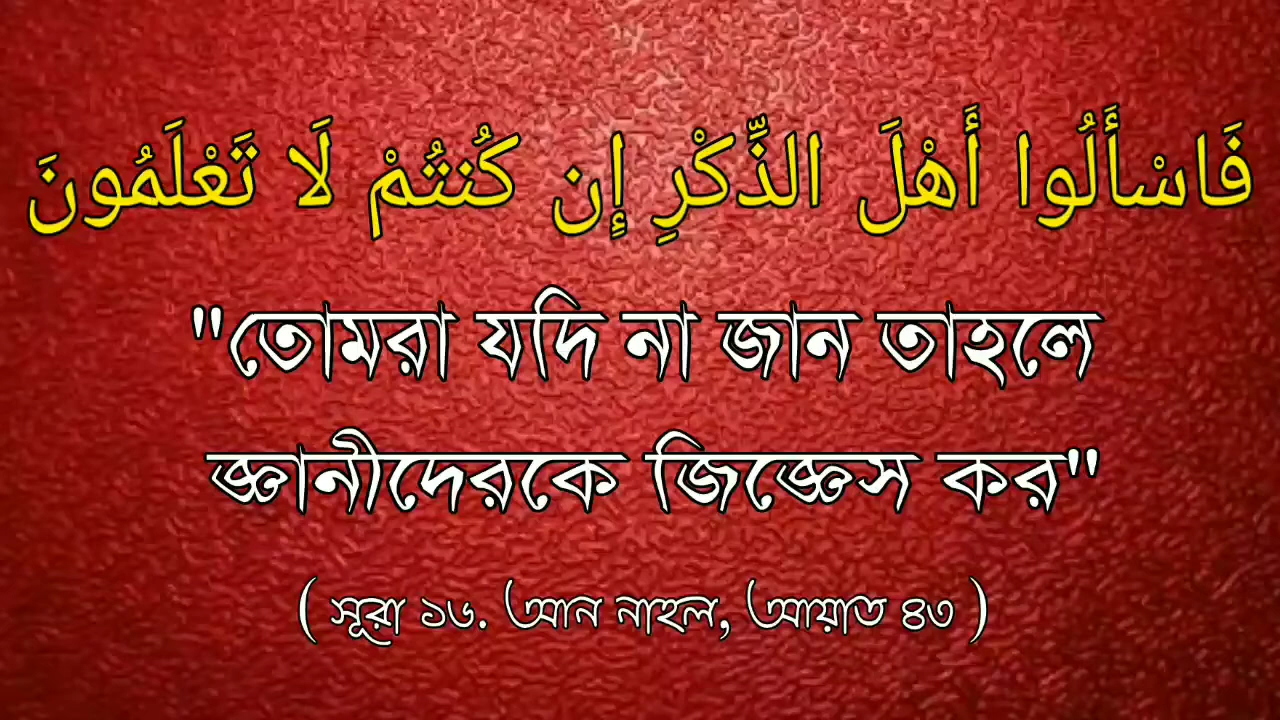 فَاسْأَلُوا أَهْلَ الذِّكْرِ إِن كُنتُمْ لَا تَعْلَمُونَ
"তোমরা যদি না জান তাহলে
জ্ঞানীদেরকে জিজ্ঞেস কর"
( সূরা ১৬. আন নাহল, আয়াত ৪৩ )